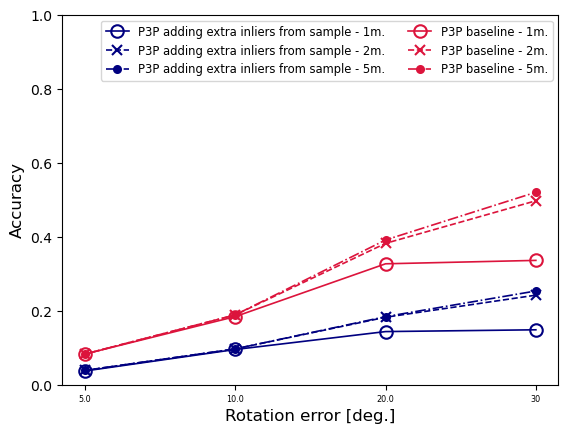 1.0
0.8
0.6
0.4
0.2
0.0
Accuracy
P3P adding extra inliers from sample - 1m.
P3P adding extra inliers from sample - 2m.
P3P adding extra inliers from sample - 5m.
P3P baseline - 1m.
P3P baseline - 2m.
P3P baseline - 5m.
5.0 10.0 20.0 30
Rotation error [deg.]